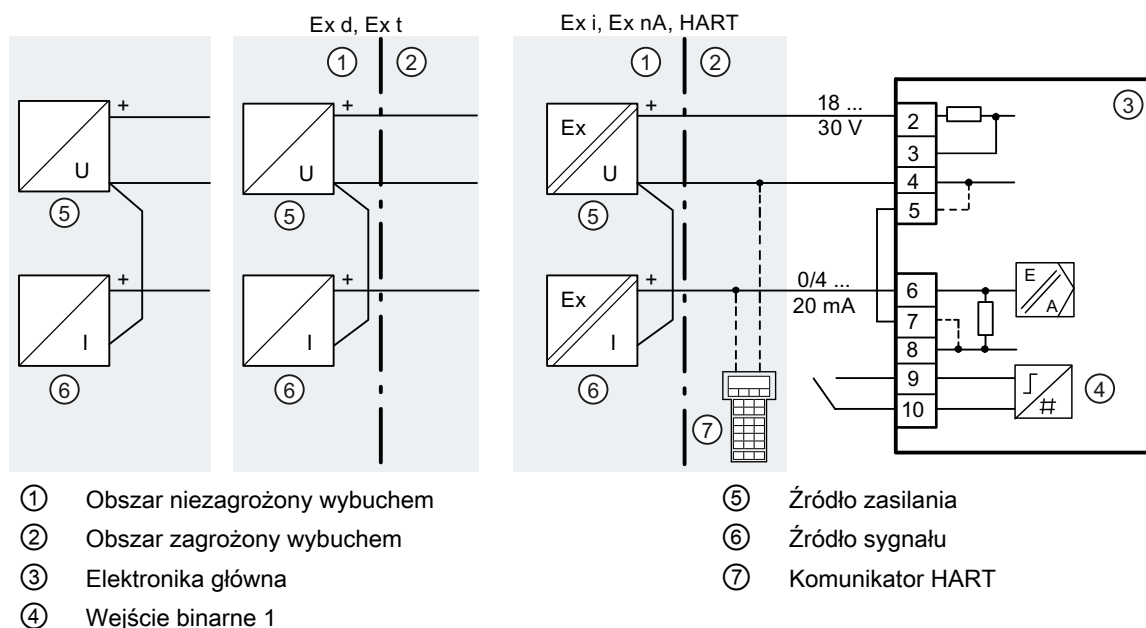 Ex d, Ex t
Ex i, Ex nA, HART
1 2 1 2
+ U 5
+ I 6
+ U 5
+ I 6
Ex + U 5
Ex + I 6
7
18 ...
30 V
0/4 ...
20 mA
2
3
4
5
6
7
8
9
10
3
E
A
#
4
① Obszar niezagrożony wybuchem
② Obszar zagrożony wybuchem
③ Elektronika główna
④ Wejście binarne 1
⑤ Źródło zasilania
⑥ Źródło sygnału
⑦ Komunikator HART